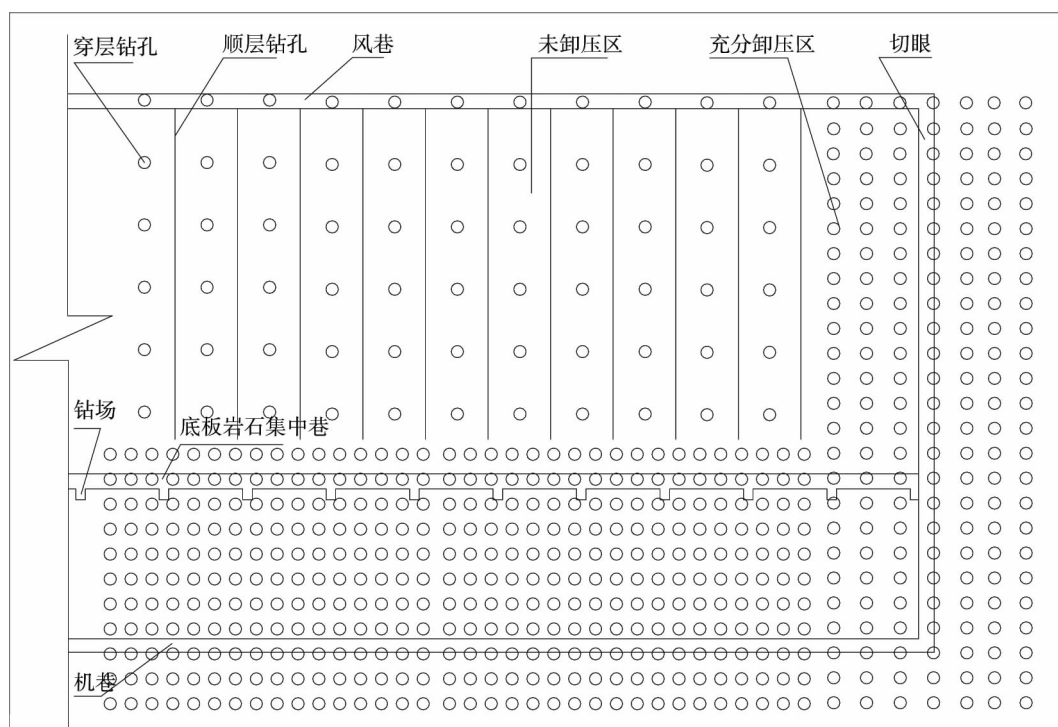 穿层钻孔
顺层钻孔
风巷
未卸压区
充分卸压区
切眼
钻场
底板岩石集中巷
机巷